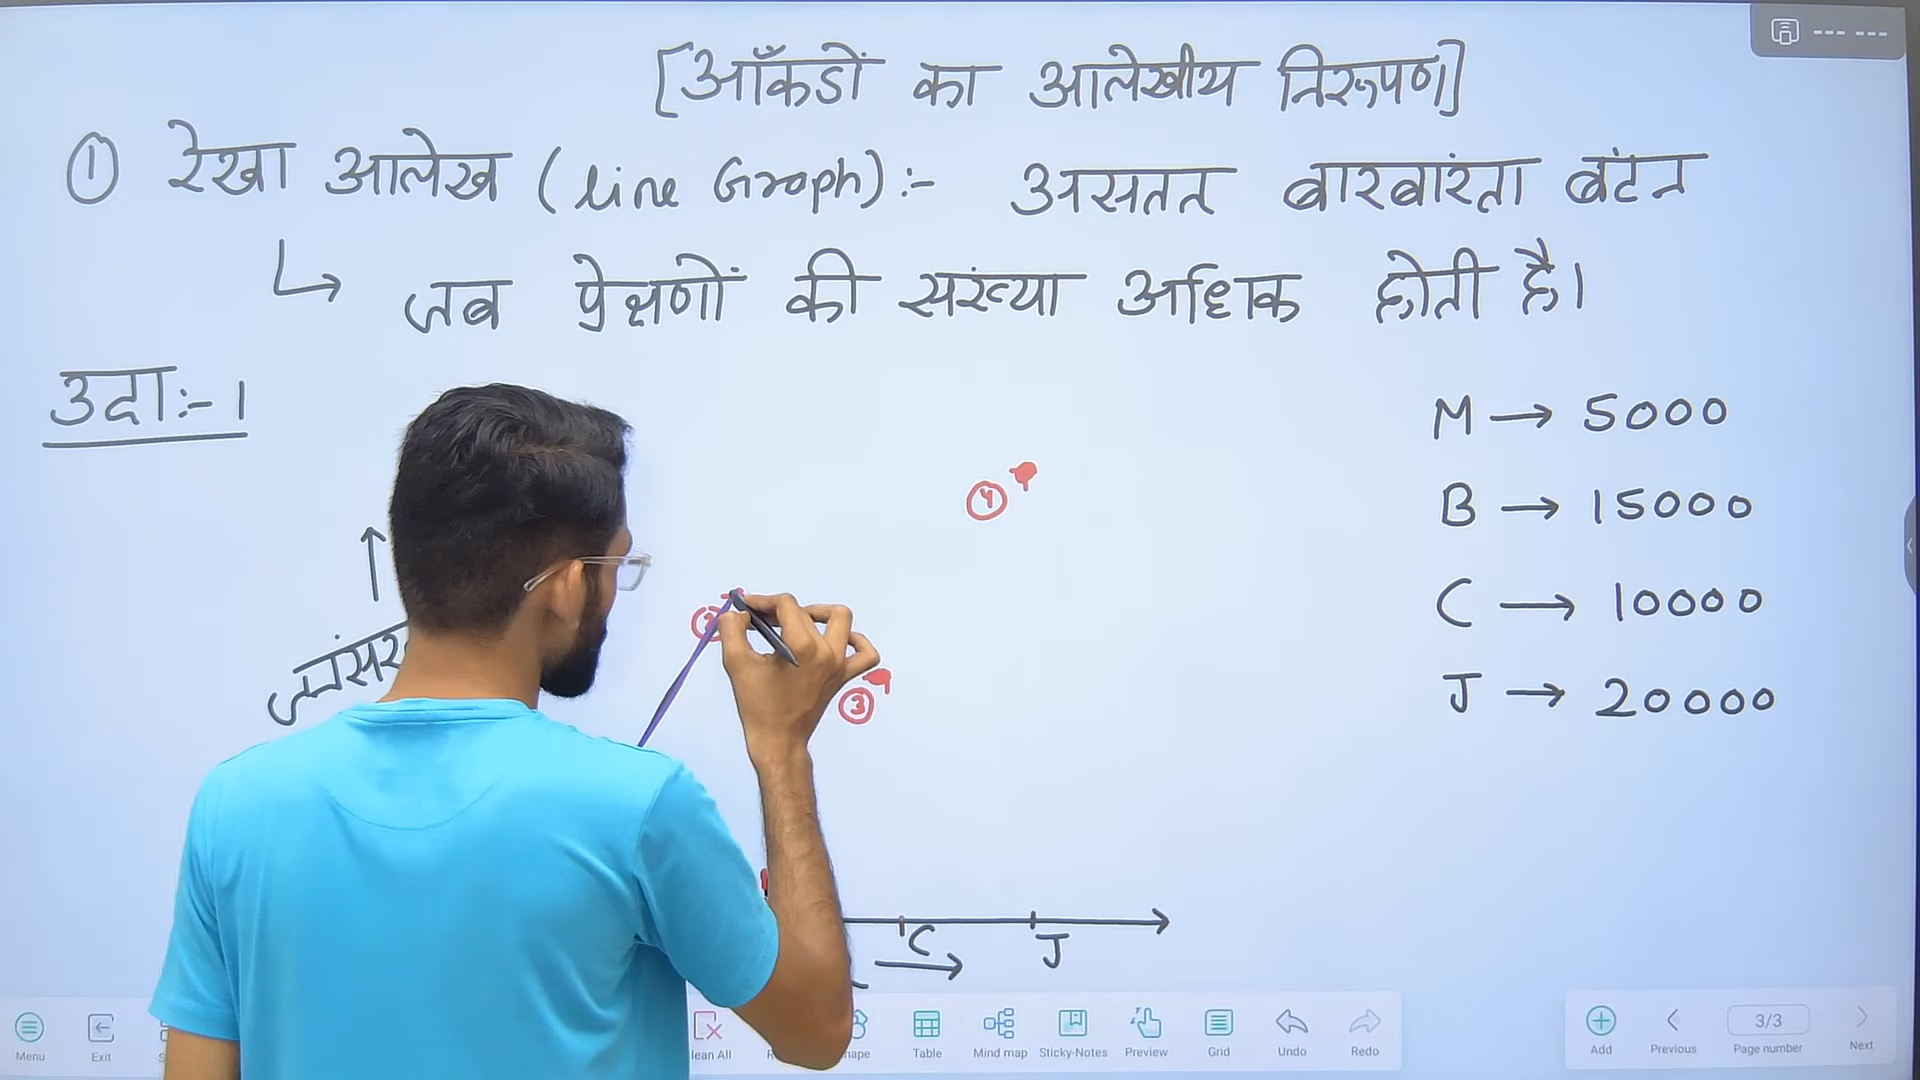 [आँकडों का आलेखीय निरूपण]
① रेखा आलेख (Line Graph):- असतत बारबांरता बंटन
↳ जब प्रेक्षणों की संख्या अधिक होती है।
उदा:-1
M → 5000
B → 15000
C → 10000
J → 20000
④
③
C
J
Menu
Exit
Table
Mind map
Sticky-Notes
Preview
Grid
Undo
Redo
Add
Previous
3/3
Page number
Next